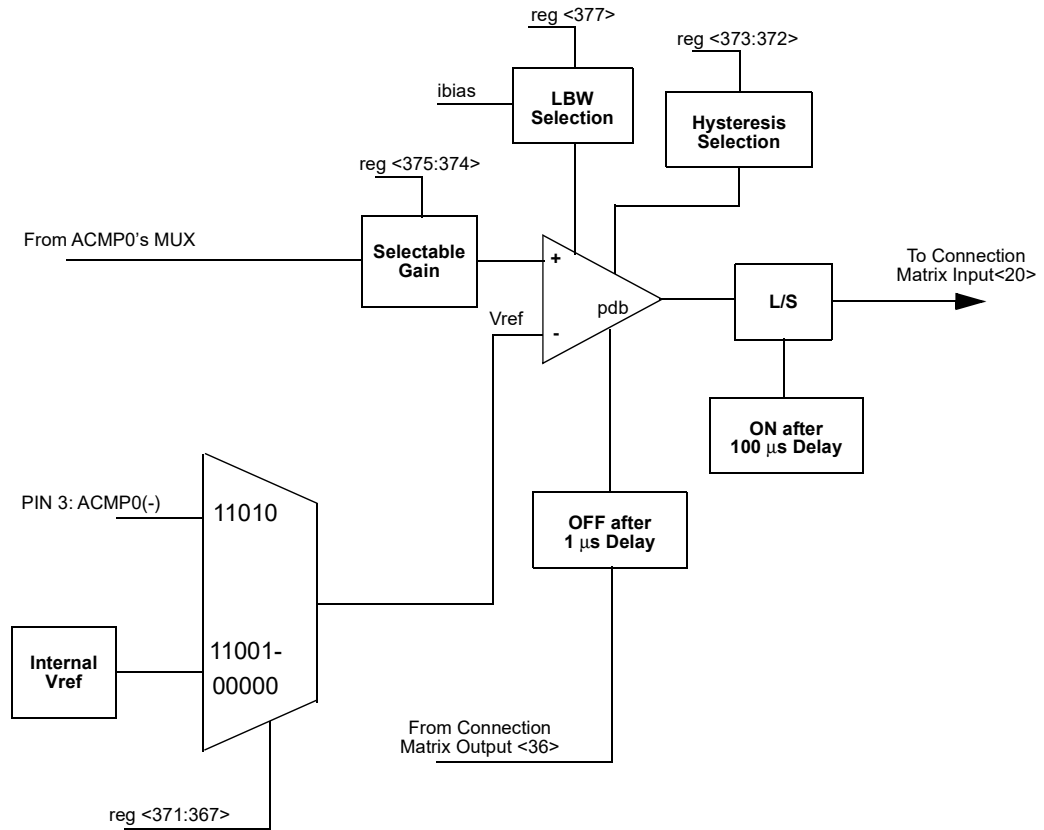 reg <377>
reg <373:372>
ibias
LBW
Selection
Hysteresis
Selection
reg <375:374>
From ACMP0's MUX
Selectable
Gain
+
To Connection
Matrix Input<20>
L/S
pdb
Vref
-
ON after
100 μs Delay
PIN 3: ACMP0(-)
11010
OFF after
1 μs Delay
Internal
Vref
11001-
00000
From Connection
Matrix Output <36>
reg <371:367>